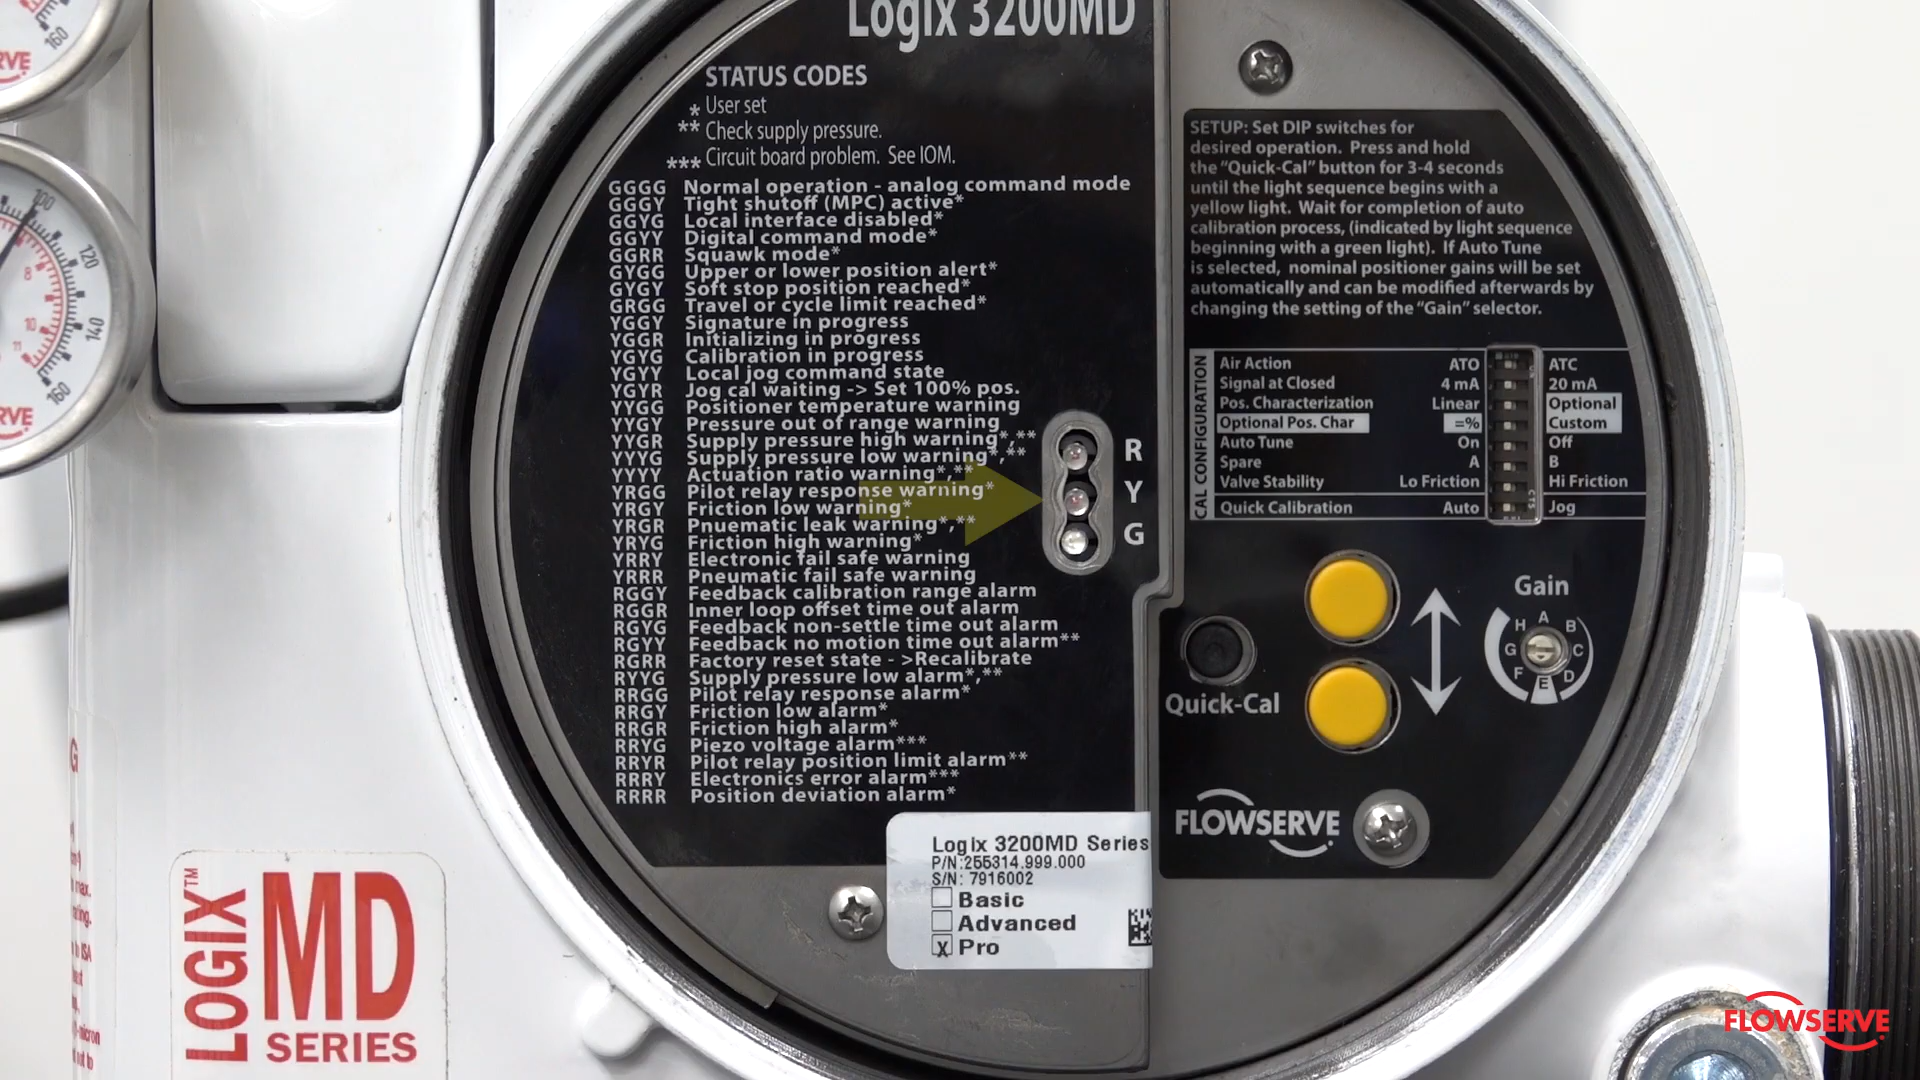 Logix 3200MD
STATUS CODES
* User set
** Check supply pressure.
*** Circuit board problem. See IOM.
GGGG Normal operation - analog command mode
GGGY Tight shutoff (MPC) active*
GGYG Local interface disabled*
GGYY Digital command mode*
GGRR Squawk mode*
GYGG Upper or lower position alert*
GYGY Soft stop position reached*
GRGG Travel or cycle limit reached*
YGGY Signature in progress
YGGR Initializing in progress
YGYG Calibration in progress
YGYY Local jog command state
YGYR Jog cal waiting -> Set 100% pos.
YYGG Positioner temperature warning
YYGY Pressure out of range warning
YYGR Supply pressure high warning*,**
YYYG Supply pressure low warning*,**
YYYY Actuation ratio warning*,**
YRGG Pilot relay response warning*
YRGY Friction low warning*
YRGR Pnuematic leak warning*,**
YRYG Friction high warning*
YRRY Electronic fail safe warning
YRRR Pneumatic fail safe warning
RGGY Feedback calibration range alarm
RGGR Inner loop offset time out alarm
RGYG Feedback non-settle time out alarm
RGYY Feedback no motion time out alarm**
RGRR Factory reset state - >Recalibrate
RYYG Supply pressure low alarm*,**
RRGG Pilot relay response alarm*
RRGY Friction low alarm*
RRGR Friction high alarm*
RRYG Piezo voltage alarm***
RRYR Pilot relay position limit alarm**
RRRY Electronics error alarm***
RRRR Position deviation alarm*
R
Y
G
SETUP: Set DIP switches for
desired operation. Press and hold
the "Quick-Cal" button for 3-4 seconds
until the light sequence begins with a
yellow light. Wait for completion of auto
calibration process, (indicated by light sequence
beginning with a green light). If Auto Tune
is selected, nominal positioner gains will be set
automatically and can be modified afterwards by
changing the setting of the "Gain" selector.
CAL CONFIGURATION
Air Action ATO ATC
Signal at Closed 4 mA 20 mA
Pos. Characterization Linear Optional
Optional Pos. Char =% Custom
Auto Tune On Off
Spare A B
Valve Stability Lo Friction Hi Friction
Quick Calibration Auto Jog
Quick-Cal
Gain
A
B
C
D
E
F
G
H
FLOWSERVE
Logix 3200MD Series
P/N:255314.999.000
S/N: 7916002
Basic
Advanced
X Pro
LOGIX™
MD
SERIES
160
RVE
100
120
140
160
8
10
11
RVE
G
max.
ISA
micron
to
FLOWSERVE